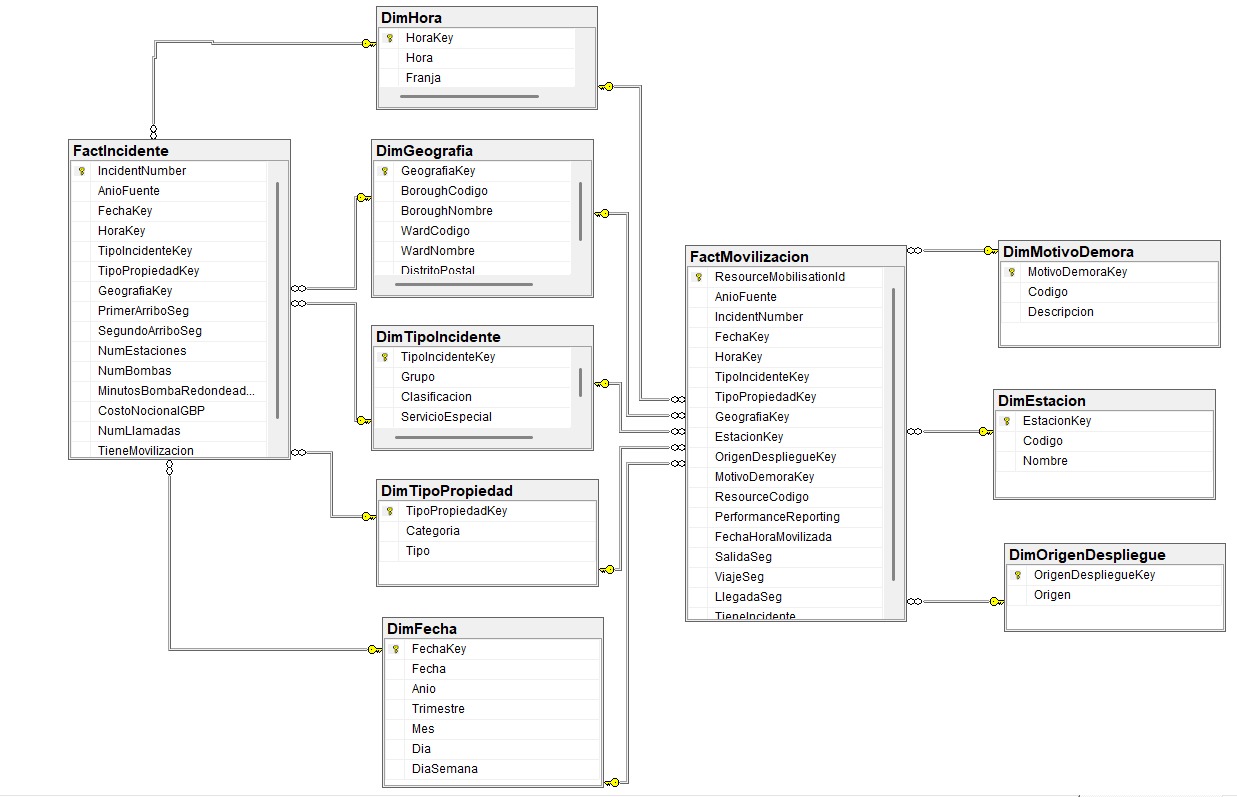 DimHora
HoraKey
Hora
Franja
FactIncidente
IncidentNumber
AnioFuente
FechaKey
HoraKey
TipoIncidenteKey
TipoPropiedadKey
GeografiaKey
PrimerArriboSeg
SegundoArriboSeg
NumEstaciones
NumBombas
MinutosBombaRedondead...
CostoNocionalGBP
NumLlamadas
TieneMovilizacion
DimGeografia
GeografiaKey
BoroughCodigo
BoroughNombre
WardCodigo
WardNombre
DistritoPostal
DimTipoIncidente
TipoIncidenteKey
Grupo
Clasificacion
ServicioEspecial
DimTipoPropiedad
TipoPropiedadKey
Categoria
Tipo
DimFecha
FechaKey
Fecha
Anio
Trimestre
Mes
Dia
DiaSemana
FactMovilizacion
ResourceMobilisationId
AnioFuente
IncidentNumber
FechaKey
HoraKey
TipoIncidenteKey
TipoPropiedadKey
GeografiaKey
EstacionKey
OrigenDespliegueKey
MotivoDemoraKey
ResourceCodigo
PerformanceReporting
FechaHoraMovilizada
SalidaSeg
ViajeSeg
LlegadaSeg
TieneIncidente
DimMotivoDemora
MotivoDemoraKey
Codigo
Descripcion
DimEstacion
EstacionKey
Codigo
Nombre
DimOrigenDespliegue
OrigenDespliegueKey
Origen